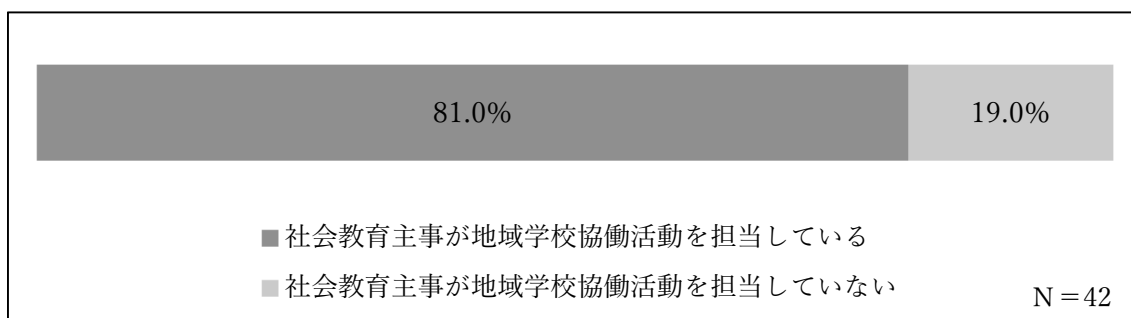 81.0% 19.0%
■社会教育主事が地域学校協働活動を担当している
■社会教育主事が地域学校協働活動を担当していない
N＝42